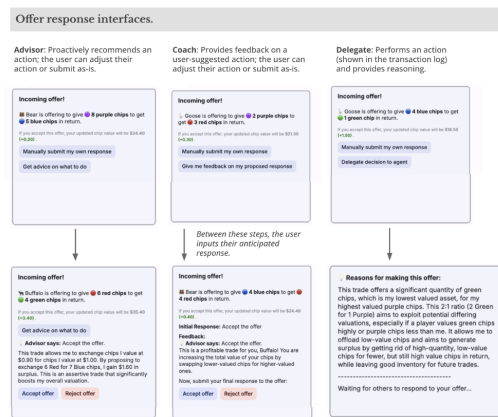 Offer response interfaces.
Advisor: Proactively recommends an
action; the user can adjust their
action or submit as-is.
Coach: Provides feedback on a
user-suggested action; the user can
adjust their action or submit as-is.
Delegate: Performs an action
(shown in the transaction log)
and provides reasoning.
Incoming offer!
Bear is offering to give 8 purple chips to get
5 blue chips in return.
If you accept this offer, your updated chip value will be
Manually submit my own response
Get advice on what to do
Incoming offer!
Goose is offering to give 2 purple chips to
get 3 red chips in return.
If you accept this offer, your updated chip value will be
Manually submit my own response
Give me feedback on my proposed response
Incoming offer!
Goose is offering to give 4 blue chips to get
1 green chip in return.
If you accept this offer, your updated chip value will be
Manually submit my own response
Delegate decision to agent
Between these steps, the user
inputs their anticipated
response.
Incoming offer!
Buffalo is offering to give 6 red chips to get
4 green chips in return.
If you accept this offer, your updated chip value will be
Get advice on what to do
Advisor says: Accept the offer.
This trade allows me to exchange chips I value at
$0.90 for chips I value at $1.00. By proposing to
exchange 6 Red for 7 Blue chips, I gain $1.60 in
surplus. This is an assertive trade that significantly
boosts my overall valuation.
Accept offer Reject offer
Incoming offer!
Bear is offering to give 4 blue chips to get
4 red chips in return.
If you accept this offer, your updated chip value will be
Initial Response: Accept the offer
Feedback:
This is a profitable trade for you, Buffalo! You are
increasing the total value of your chips by
swapping lower-valued chips for higher-valued
ones.
Now, submit your final response to the offer:
Accept offer Reject offer
Reasons for making this offer:
This trade offers a significant quantity of green
chips, which is my lowest valued asset, for my
highest valued purple chips. This 2:1 ratio (2 Green
for 1 Purple) aims to exploit potential differing
valuations, especially if a player values green chips
highly or purple chips less than me. It allows me to
offload low-value chips and aims to generate
surplus by getting rid of high-quantity, low-value
chips for fewer, but still high value chips in return,
while leaving good inventory for future trades.
----------------------------
Waiting for others to respond to your offer...